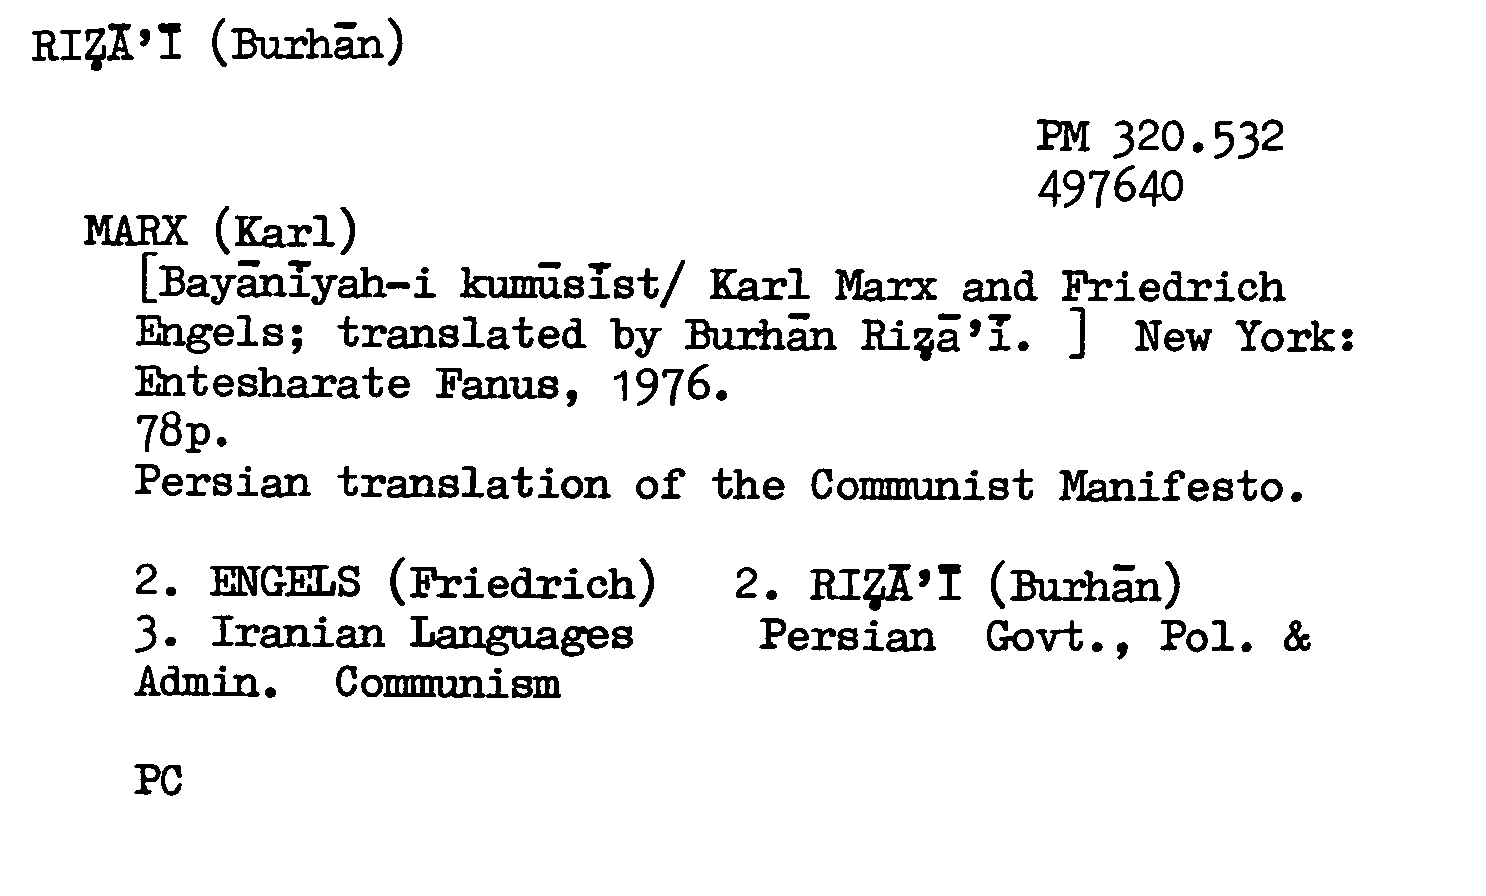 RIẒĀ’Ī (Burhān)
PM 320.532
497640
MARX (Karl)
[Bayānīyah-i kumūsīst/ Karl Marx and Friedrich
Engels; translated by Burhān Riẓā’ī. ] New York:
Entesharate Fanus, 1976.
78p.
Persian translation of the Communist Manifesto.
2. ENGELS (Friedrich) 2. RIẒĀ’Ī (Burhān)
3. Iranian Languages Persian Govt., Pol. &
Admin. Communism
PC